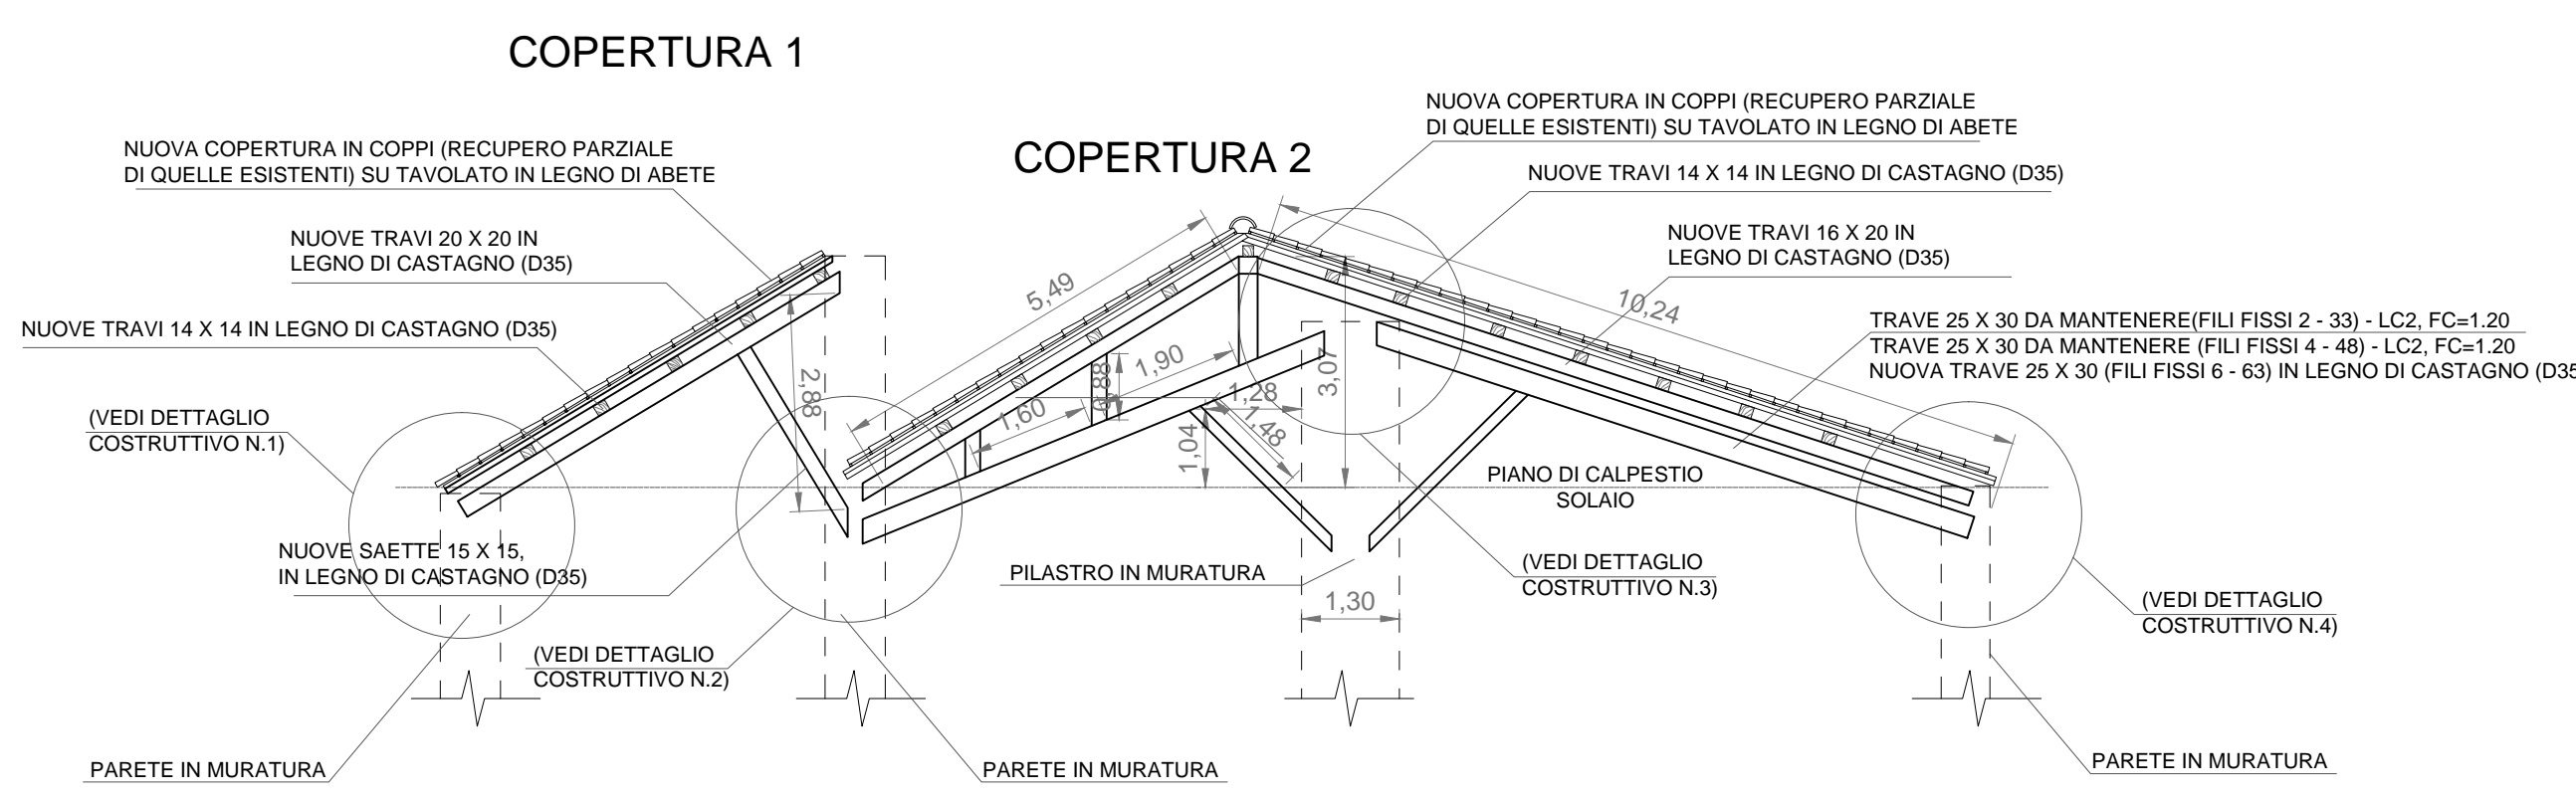 COPERTURA 1
NUOVA COPERTURA IN COPPI (RECUPERO PARZIALE
DI QUELLE ESISTENTI) SU TAVOLATO IN LEGNO DI ABETE
NUOVE TRAVI 20 X 20 IN
LEGNO DI CASTAGNO (D35)
NUOVE TRAVI 14 X 14 IN LEGNO DI CASTAGNO (D35)
(VEDI DETTAGLIO
COSTRUTTIVO N.1)
NUOVE SAETTE 15 X 15,
IN LEGNO DI CASTAGNO (D35)
(VEDI DETTAGLIO
COSTRUTTIVO N.2)
PARETE IN MURATURA
2,88
COPERTURA 2
NUOVA COPERTURA IN COPPI (RECUPERO PARZIALE
DI QUELLE ESISTENTI) SU TAVOLATO IN LEGNO DI ABETE
NUOVE TRAVI 14 X 14 IN LEGNO DI CASTAGNO (D35)
NUOVE TRAVI 16 X 20 IN
LEGNO DI CASTAGNO (D35)
TRAVE 25 X 30 DA MANTENERE(FILI FISSI 2 - 33) - LC2, FC=1.20
TRAVE 25 X 30 DA MANTENERE (FILI FISSI 4 - 48) - LC2, FC=1.20
NUOVA TRAVE 25 X 30 (FILI FISSI 6 - 63) IN LEGNO DI CASTAGNO (D35
5,49
10,24
1,90
0,88
1,60
1,28
3,07
1,48
1,04
PIANO DI CALPESTIO
SOLAIO
PILASTRO IN MURATURA
1,30
(VEDI DETTAGLIO
COSTRUTTIVO N.3)
(VEDI DETTAGLIO
COSTRUTTIVO N.4)
PARETE IN MURATURA
PARETE IN MURATURA